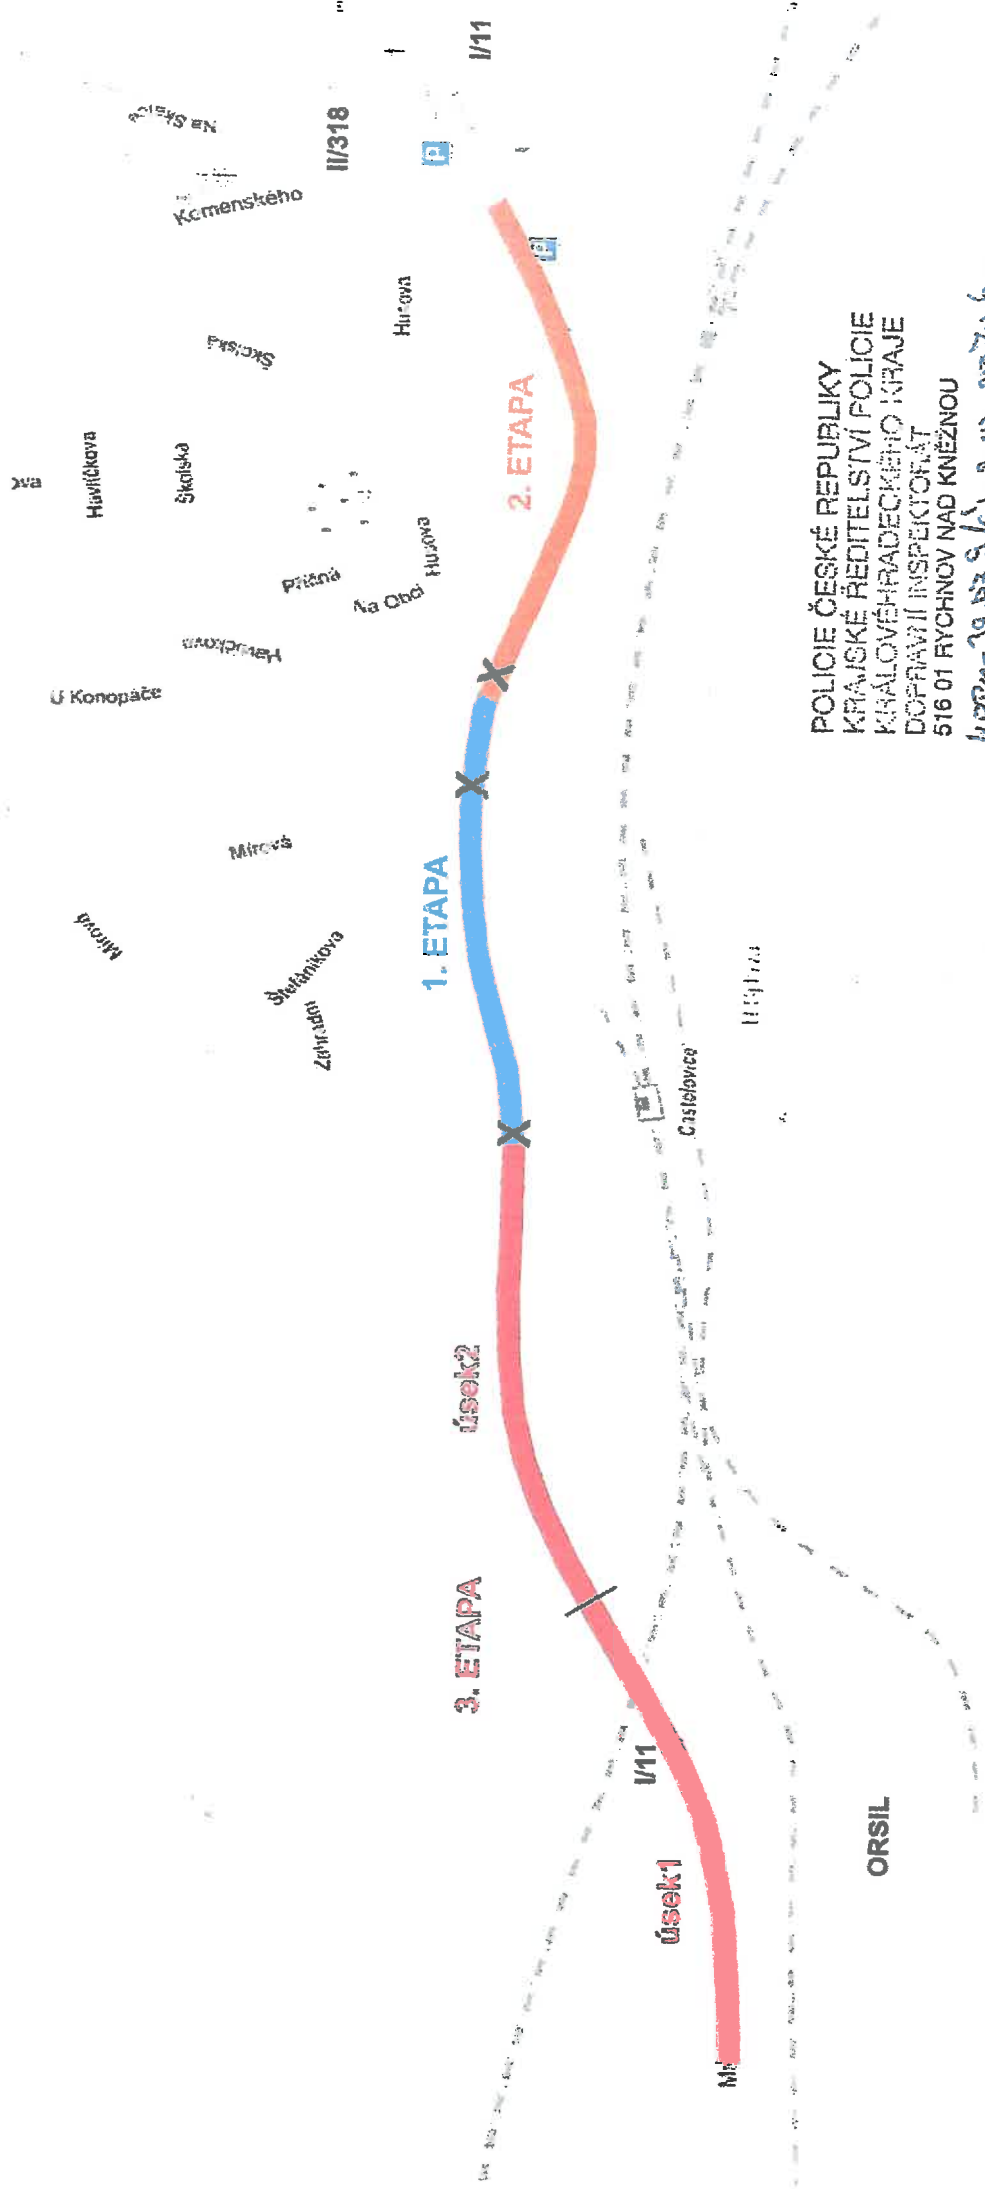 Na Skalce
Komenského
II/318
I/11
P
P
Školská
Husova
Havlíčkova
Školská
2. ETAPA
Příčná
Na Obci
Husova
Havlíčkova
U Konopáče
Mírová
Mírová
1. ETAPA
Štefánikova
Zahradní
Častolovice
úsek2
3. ETAPA
I/11
úsek1
ORSIL
POLICIE ČESKÉ REPUBLIKY
KRAJSKÉ ŘEDITELSTVÍ POLICIE
KRÁLOVÉHRADECKÉHO KRAJE
DOPRAVNÍ INSPEKTORÁT
516 01 RYCHNOV NAD KNĚŽNOU